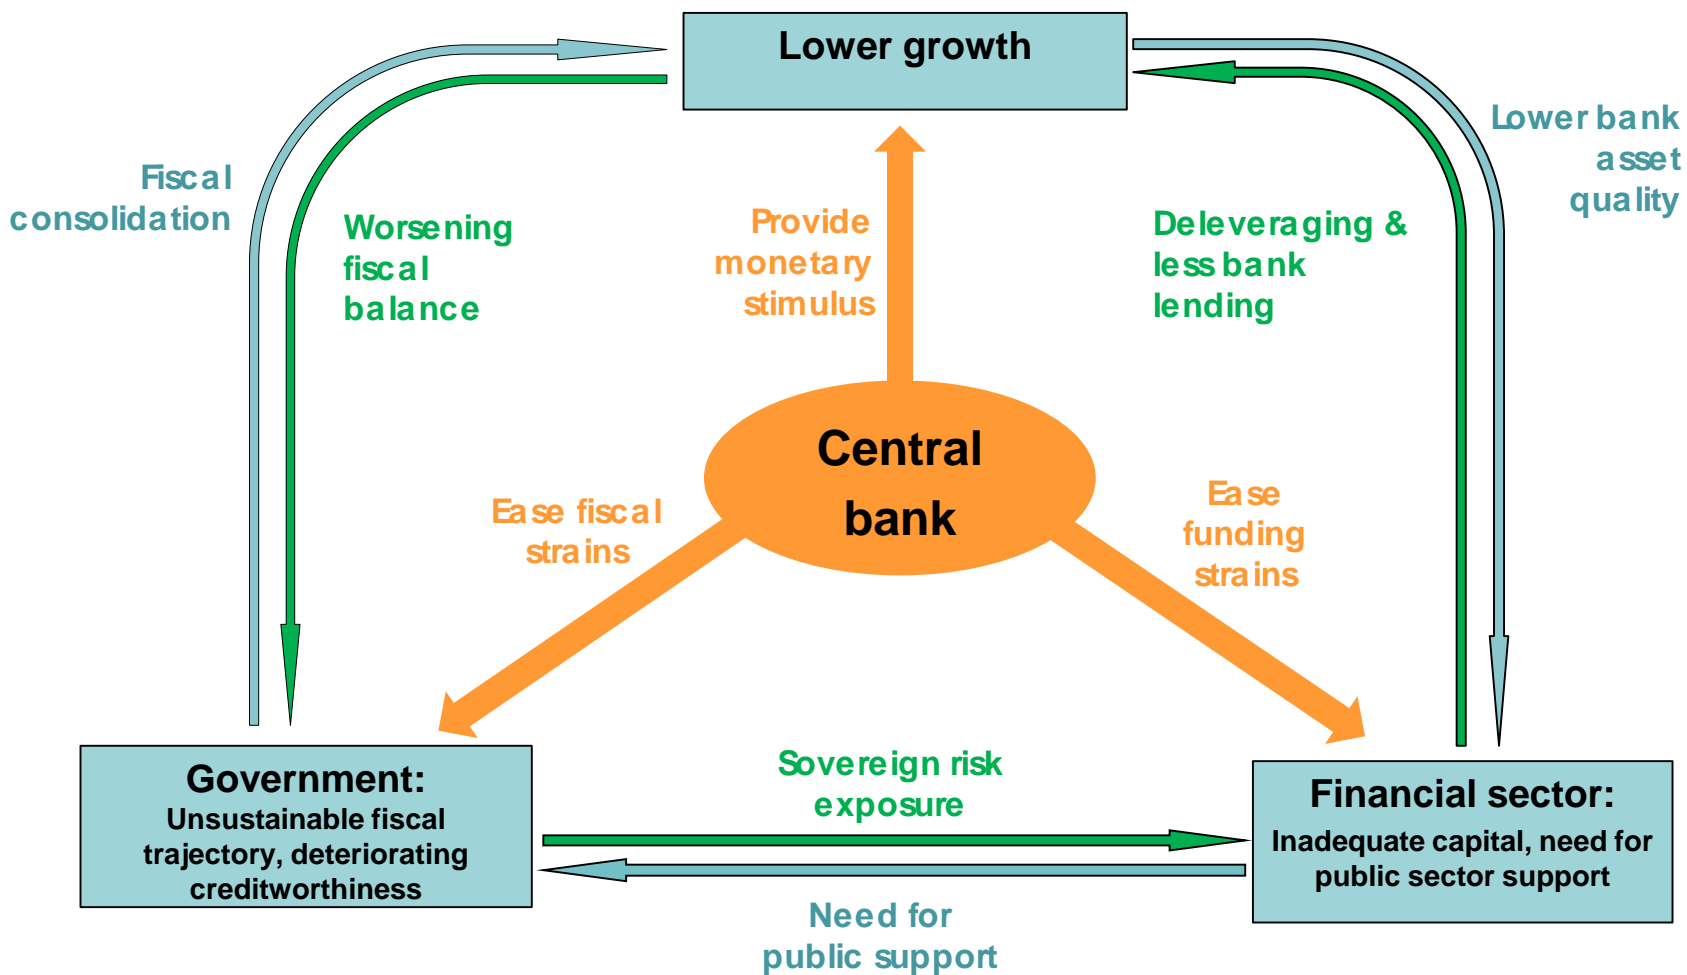 Lower growth
Lower bank
asset
quality
Fiscal
consolidation
Worsening
fiscal
balance
Provide
monetary
stimulus
Deleveraging &
less bank
lending
Central
bank
Ease fiscal
strains
Ease
funding
strains
Sovereign risk
exposure
Government:
Unsustainable fiscal
trajectory, deteriorating
creditworthiness
Financial sector:
Inadequate capital, need for
public sector support
Need for
public support